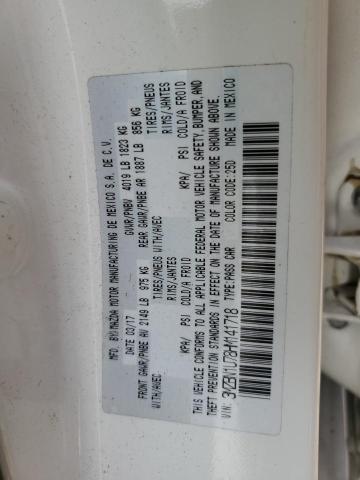 MFD. BY:MAZDA MOTOR MANUFACTURING DE MEXICO S.A. DE C.V.
DATE 03/17 GVWR/PNBV 4019 LB 1823 KG
FRONT GAWR/PNBE AV 2149 LB 975 KG REAR GAWR/PNBE AR 1887 LB 856 KG
WITH/AVEC TIRES/PNEUS WITH/AVEC TIRES/PNEUS
RIMS/JANTES RIMS/JANTES
KPA/ PSI COLD/A FROID KPA/ PSI COLD/A FROID
THIS VEHICLE CONFORMS TO ALL APPLICABLE FEDERAL MOTOR VEHICLE SAFETY, BUMPER, AND
THEFT PREVENTION STANDARDS IN EFFECT ON THE DATE OF MANUFACTURE SHOWN ABOVE.
VIN: TYPE:PASS CAR COLOR CODE:25D MADE IN MEXICO